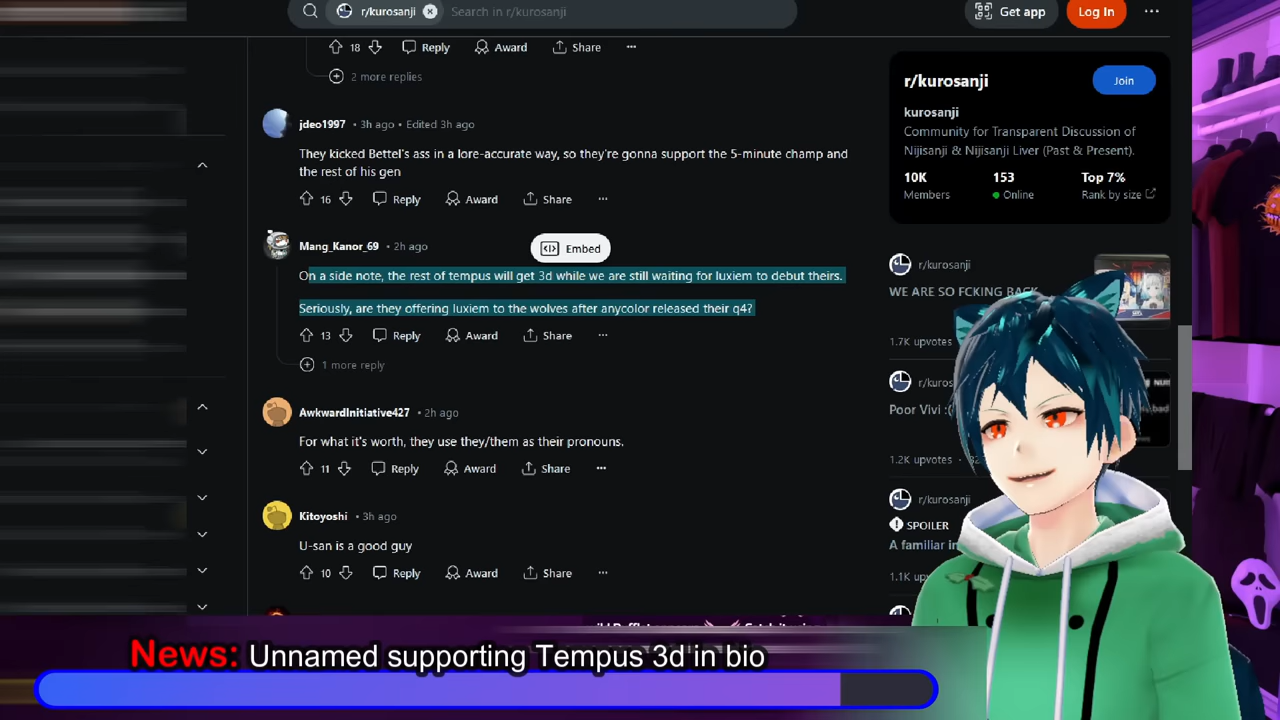 r/kurosanji
Search in r/kurosanji
Get app
Log In
18
Reply
Award
Share
2 more replies
jdeo1997 • 3h ago • Edited 3h ago
They kicked Bettel's ass in a lore-accurate way, so they're gonna support the 5-minute champ and
the rest of his gen
16
Reply
Award
Share
Mang_Kanor_69 • 2h ago
Embed
On a side note, the rest of tempus will get 3d while we are still waiting for luxiem to debut theirs.
Seriously, are they offering luxiem to the wolves after anycolor released their q4?
13
Reply
Award
Share
1 more reply
AwkwardInitiative427 • 2h ago
For what it's worth, they use they/them as their pronouns.
11
Reply
Award
Share
Kitoyoshi • 3h ago
U-san is a good guy
10
Reply
Award
Share
r/kurosanji
Join
kurosanji
Community for Transparent Discussion of
Nijisanji & Nijisanji Liver (Past & Present).
10K
153
Top 7%
Members
Online
Rank by size
r/kurosanji
WE ARE SO FCKING BACK
1.7K upvotes
r/kuros
Poor Vivi :(
1.2K upvotes
r/kurosanji
SPOILER
A familiar in
1.1K up
News: Unnamed supporting Tempus 3d in bio